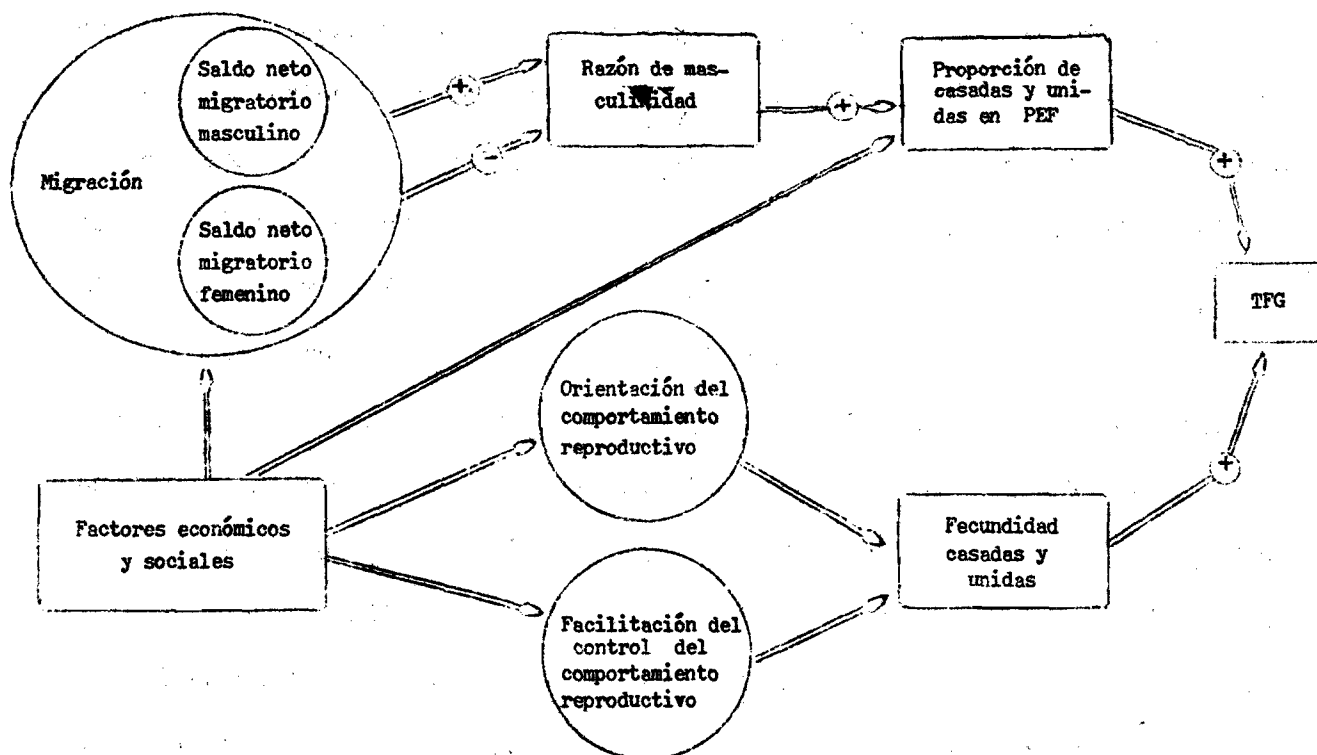 Saldo neto
migratorio
masculino
Migración
Saldo neto
migratorio
femenino
+
-
Razón de mas-
culinidad
+
Proporción de
casadas y uni-
das en PEF
+
TFG
Orientación del
comportamiento
reproductivo
Factores económicos
y sociales
Facilitación del
control del
comportamiento
reproductivo
Fecundidad
casadas y
unidas
+